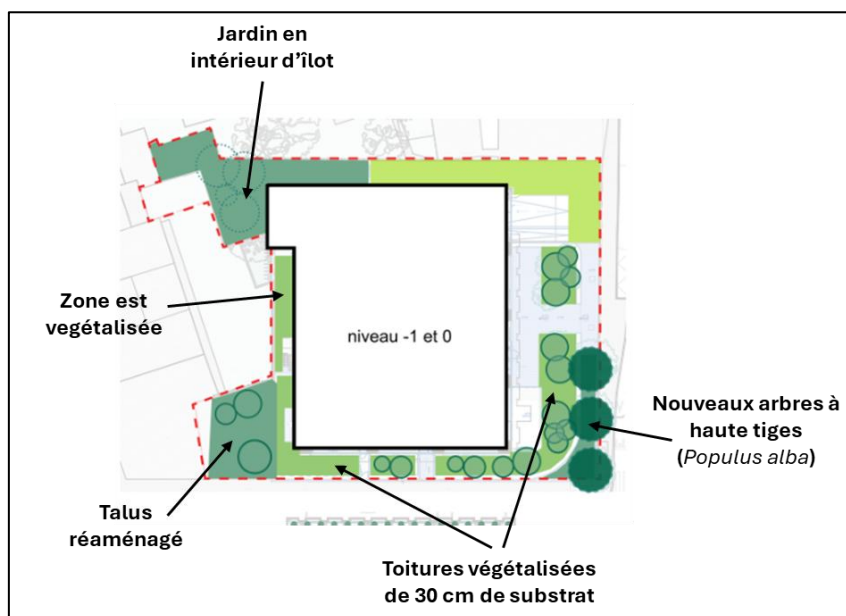 Jardin en
intérieur d’îlot
Zone est
vegétalisée
niveau -1 et 0
Nouveaux arbres à
haute tiges
(Populus alba)
Talus
réaménagé
Toitures végétalisées
de 30 cm de substrat